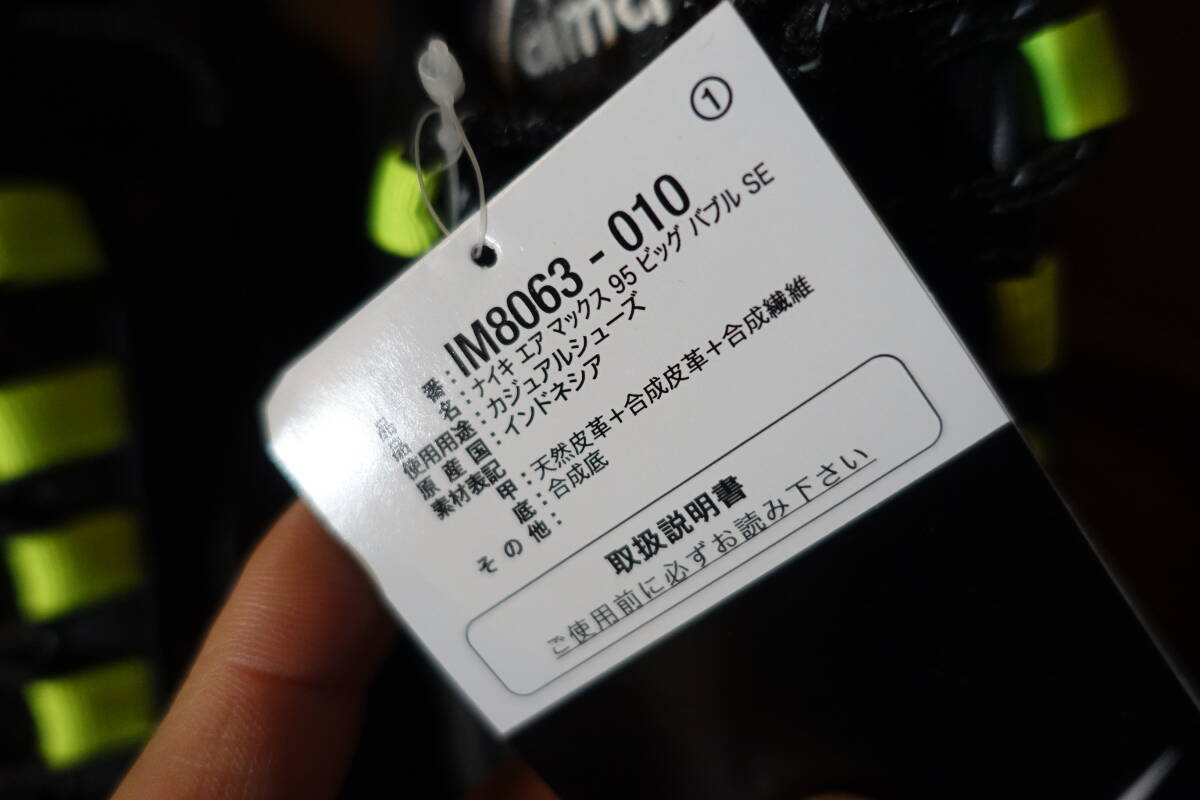 ①
品番：IM8063 - 010
品名：ナイキ エア マックス 95 ビッグ バブル SE
使用用途：カジュアルシューズ
原産国：インドネシア
素材表記 甲：天然皮革＋合成皮革＋合成繊維
底：合成底
その他：
取扱説明書
ご使用前に必ずお読み下さい